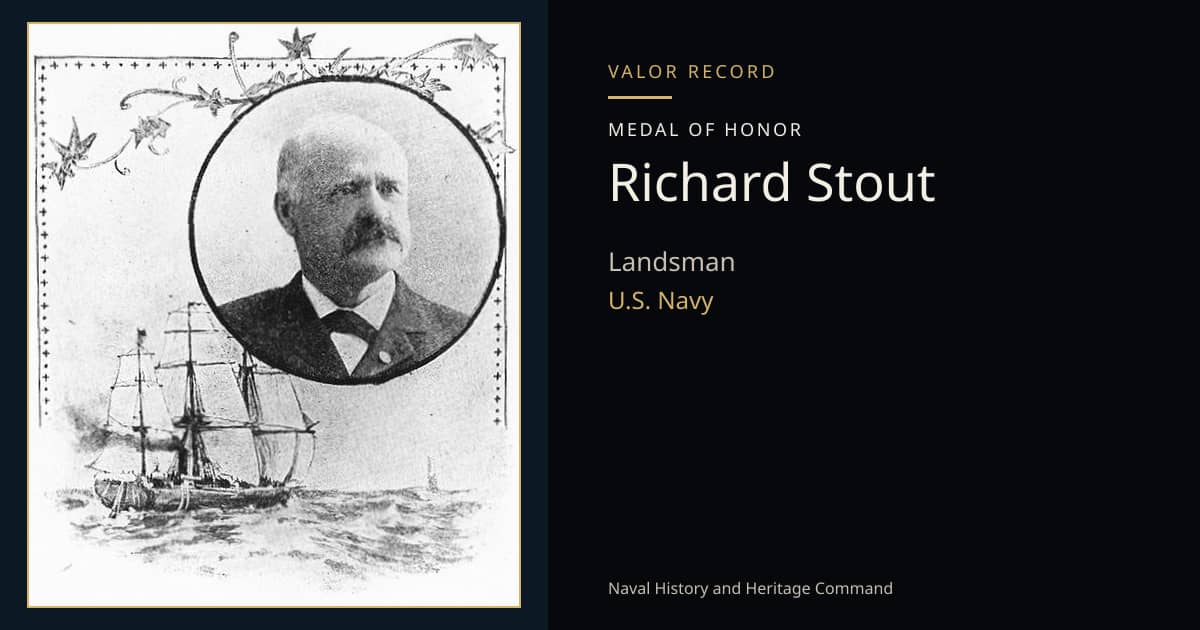 VALOR RECORD
MEDAL OF HONOR
Richard Stout
Landsman
U.S. Navy
Naval History and Heritage Command